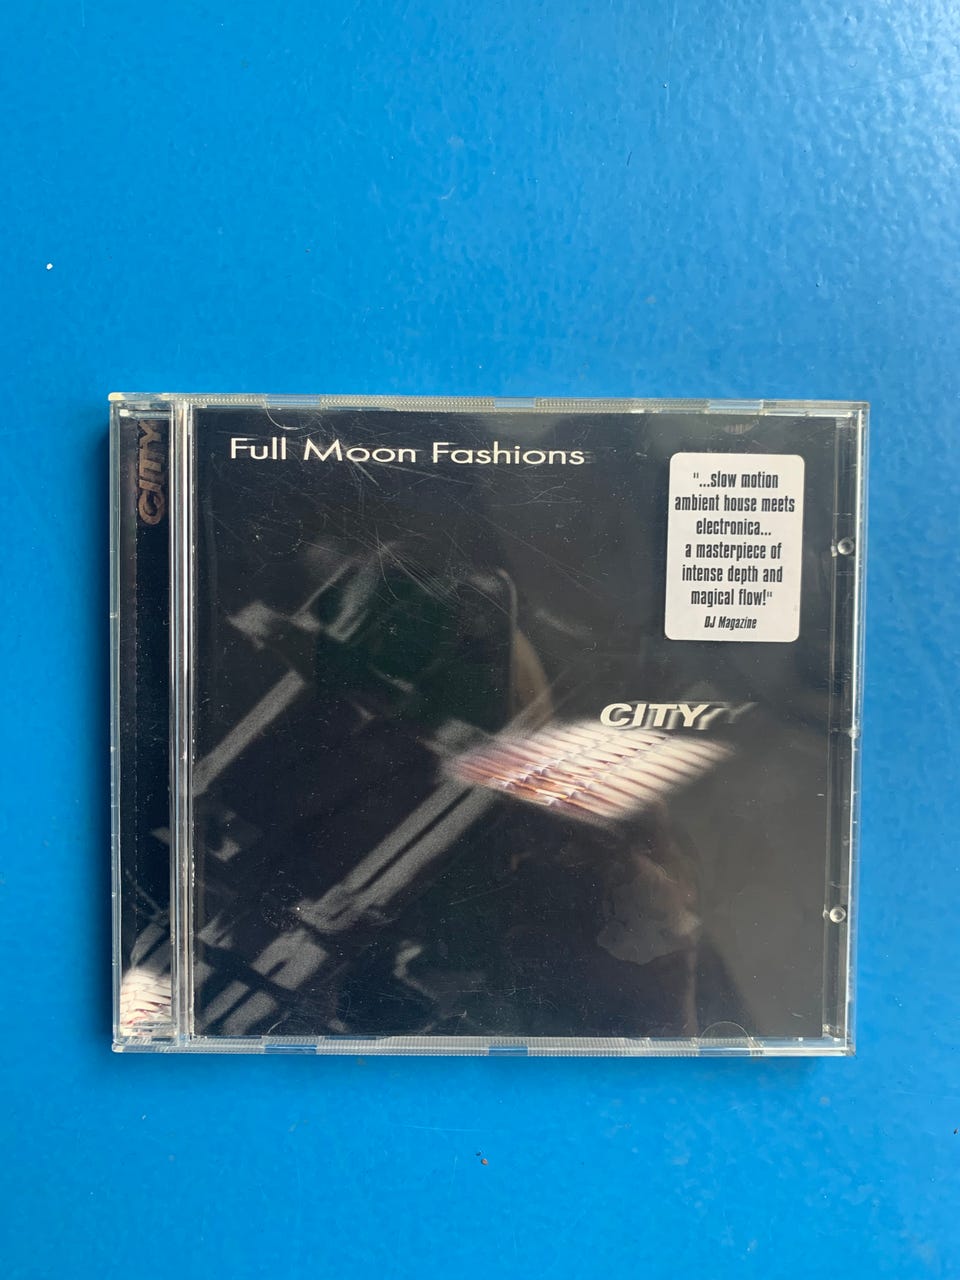 Full Moon Fashions
"...slow motion
ambient house meets
electronica...
a masterpiece of
intense depth and
magical flow!"
DJ Magazine
CITY
CITY